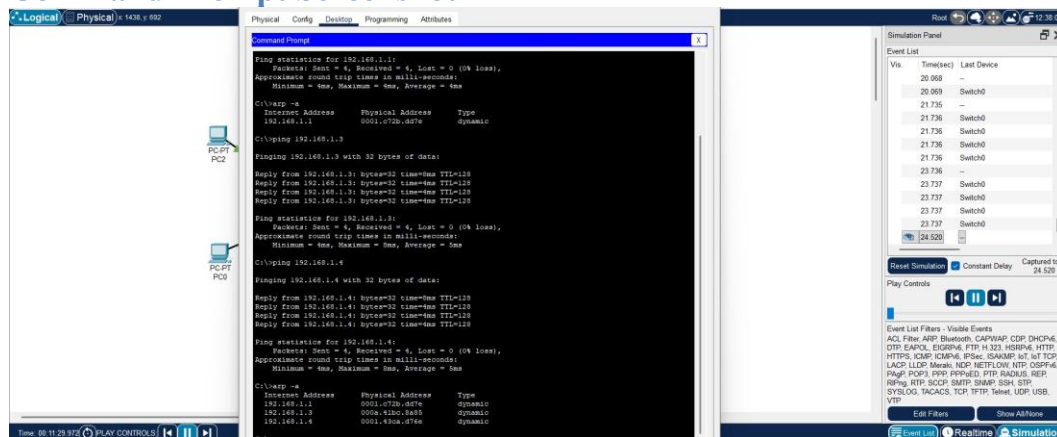 Logical Physical x: 1438, y: 692
Root 12:38:0
Physical Config Desktop Programming Attributes
Command Prompt X
Ping statistics for 192.168.1.1:
Packets: Sent = 4, Received = 4, Lost = 0 (0% loss),
Approximate round trip times in milli-seconds:
Minimum = 4ms, Maximum = 4ms, Average = 4ms
C:\>arp -a
Internet Address Physical Address Type
192.168.1.1 0001.c72b.dd7e dynamic
C:\>ping 192.168.1.3
Pinging 192.168.1.3 with 32 bytes of data:
Reply from 192.168.1.3: bytes=32 time=8ms TTL=128
Reply from 192.168.1.3: bytes=32 time=4ms TTL=128
Reply from 192.168.1.3: bytes=32 time=4ms TTL=128
Reply from 192.168.1.3: bytes=32 time=4ms TTL=128
Ping statistics for 192.168.1.3:
Packets: Sent = 4, Received = 4, Lost = 0 (0% loss),
Approximate round trip times in milli-seconds:
Minimum = 4ms, Maximum = 8ms, Average = 5ms
C:\>ping 192.168.1.4
Pinging 192.168.1.4 with 32 bytes of data:
Reply from 192.168.1.4: bytes=32 time=8ms TTL=128
Reply from 192.168.1.4: bytes=32 time=4ms TTL=128
Reply from 192.168.1.4: bytes=32 time=4ms TTL=128
Reply from 192.168.1.4: bytes=32 time=4ms TTL=128
Ping statistics for 192.168.1.4:
Packets: Sent = 4, Received = 4, Lost = 0 (0% loss),
Approximate round trip times in milli-seconds:
Minimum = 4ms, Maximum = 8ms, Average = 5ms
C:\>arp -a
Internet Address Physical Address Type
192.168.1.1 0001.c72b.dd7e dynamic
192.168.1.3 000a.41bc.8a85 dynamic
192.168.1.4 0001.43ca.d76e dynamic
PC-PT
PC2
PC-PT
PC0
Simulation Panel
Event List
Vis. Time(sec) Last Device
20.068 --
20.069 Switch0
21.735 --
21.736 Switch0
21.736 Switch0
21.736 Switch0
21.736 Switch0
23.736 --
23.737 Switch0
23.737 Switch0
23.737 Switch0
23.737 Switch0
24.520 --
Reset Simulation Constant Delay Captured to
24.520
Play Controls
Event List Filters - Visible Events
ACL Filter, ARP, Bluetooth, CAPWAP, CDP, DHCPv6,
DTP, EAPOL, EIGRPv6, FTP, H.323, HSRPv6, HTTP,
HTTPS, ICMP, ICMPv6, IPSec, ISAKMP, IoT, IoT TCP,
LACP, LLDP, Meraki, NDP, NETFLOW, NTP, OSPFv6,
PAgP, POP3, PPP, PPPoED, PTP, RADIUS, REP,
RIPng, RTP, SCCP, SMTP, SNMP, SSH, STP,
SYSLOG, TACACS, TCP, TFTP, Telnet, UDP, USB,
VTP
Edit Filters Show All/None
Time: 00:11:29.972 PLAY CONTROLS
Event List Realtime Simulatio